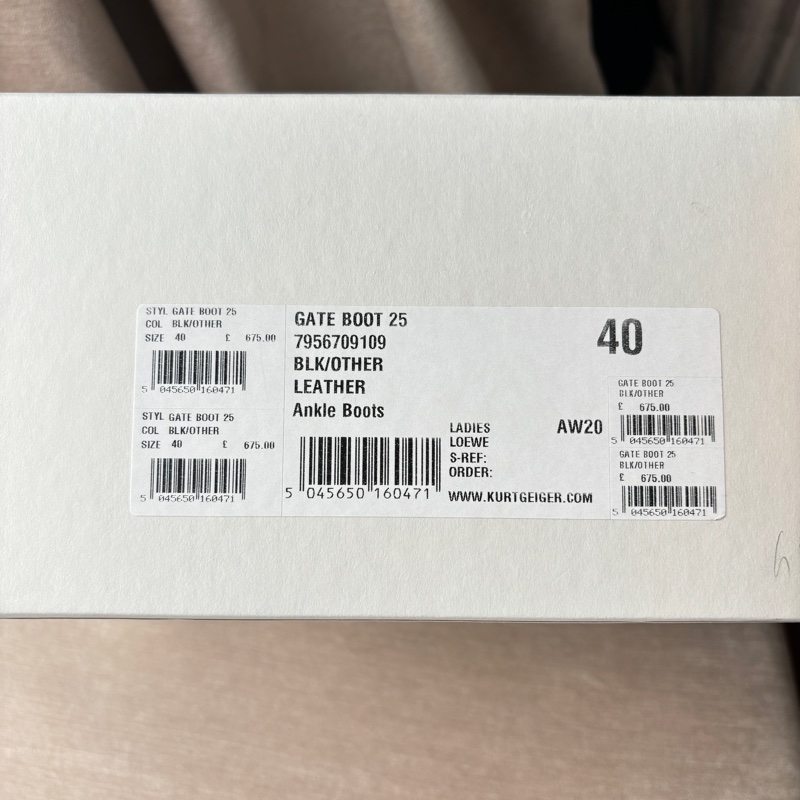 STYL GATE BOOT 25
COL BLK/OTHER
SIZE 40 £ 675.00
5 045650 160471
STYL GATE BOOT 25
COL BLK/OTHER
SIZE 40 £ 675.00
5 045650 160471
GATE BOOT 25
7956709109
BLK/OTHER
LEATHER
Ankle Boots
5 045650 160471
40
LADIES AW20
LOEWE
S-REF:
ORDER:
WWW.KURTGEIGER.COM
GATE BOOT 25
BLK/OTHER
£ 675.00
5 045650 160471
GATE BOOT 25
BLK/OTHER
£ 675.00
5 045650 160471